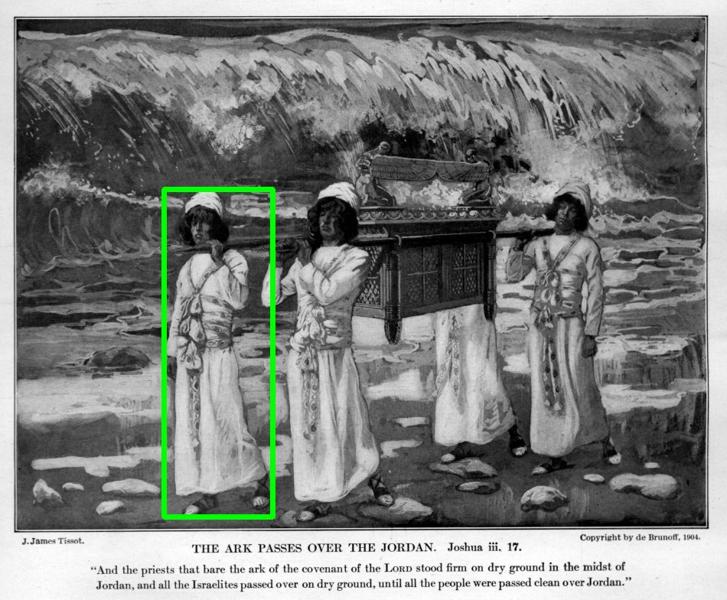 J. James Tissot.
Copyright by de Brunoff, 1904.
THE ARK PASSES OVER THE JORDAN. Joshua iii. 17.
"And the priests that bare the ark of the covenant of the LORD stood firm on dry ground in the midst of
Jordan, and all the Israelites passed over on dry ground, until all the people were passed clean over Jordan."